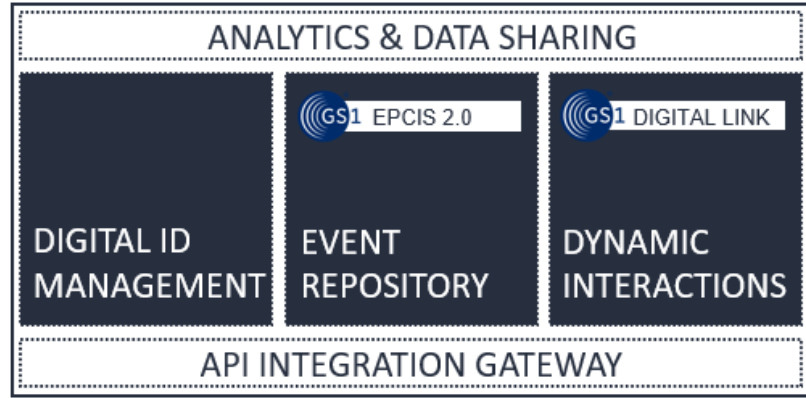 ANALYTICS & DATA SHARING
GS1 EPCIS 2.0
GS1 DIGITAL LINK
DIGITAL ID
MANAGEMENT
EVENT
REPOSITORY
DYNAMIC
INTERACTIONS
API INTEGRATION GATEWAY